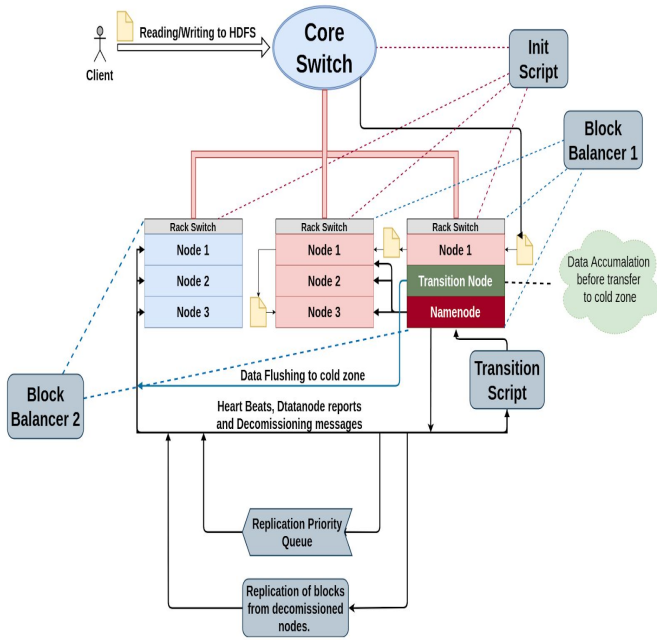 Reading/Writing to HDFS
Client
Core
Switch
Init
Script
Block
Balancer 1
Rack Switch
Node 1
Node 2
Node 3
Rack Switch
Node 1
Node 2
Node 3
Rack Switch
Node 1
Transition Node
Namenode
Data Accumalation
before transfer
to cold zone
Transition
Script
Block
Balancer 2
Data Flushing to cold zone
Heart Beats, Dtatanode reports
and Decomissioning messages
Replication Priority
Queue
Replication of blocks
from decomissioned
nodes.